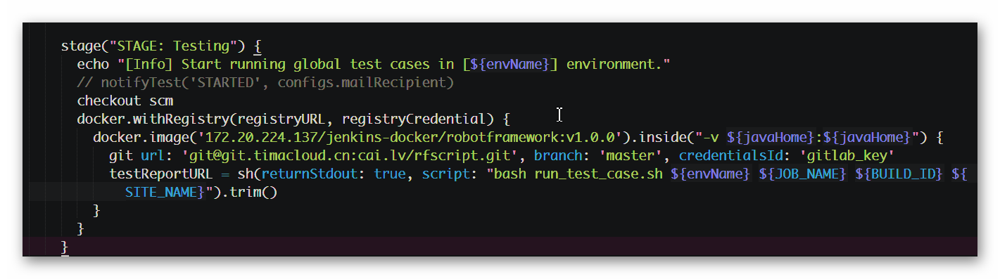 stage("STAGE: Testing") {
echo "[Info] Start running global test cases in [${envName}] environment."
// notifyTest('STARTED', configs.mailRecipient)
checkout scm
docker.withRegistry(registryURL, registryCredential) {
docker.image('172.20.224.137/jenkins-docker/robotframework:v1.0.0').inside("-v ${javaHome}:${javaHome}") {
git url: 'git@git.timacloud.cn:cai.lv/rfscript.git', branch: 'master', credentialsId: 'gitlab_key'
testReportURL = sh(returnStdout: true, script: "bash run_test_case.sh ${envName} ${JOB_NAME} ${BUILD_ID} ${
SITE_NAME}").trim()
}
}
}